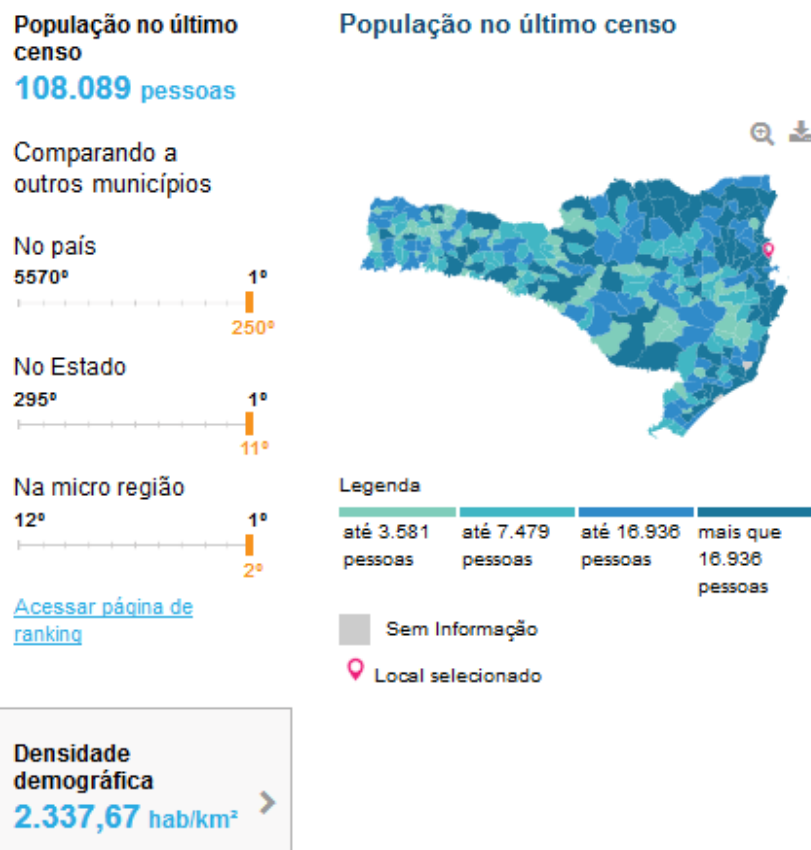 População no último
censo
108.089 pessoas
Comparando a
outros municípios
No país
5570º 1º
250º
No Estado
295º 1º
11º
Na micro região
12º 1º
2º
Acessar página de
ranking
Densidade
demográfica
2.337,67 hab/km²
População no último censo
Legenda
até 3.581
pessoas
até 7.479
pessoas
até 16.936
pessoas
mais que
16.936
pessoas
Sem Informação
Local selecionado